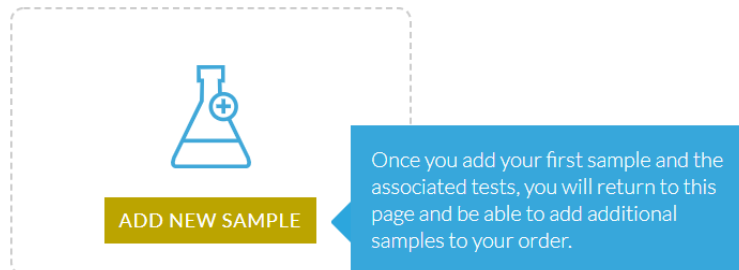 ADD NEW SAMPLE
Once you add your first sample and the
associated tests, you will return to this
page and be able to add additional
samples to your order.